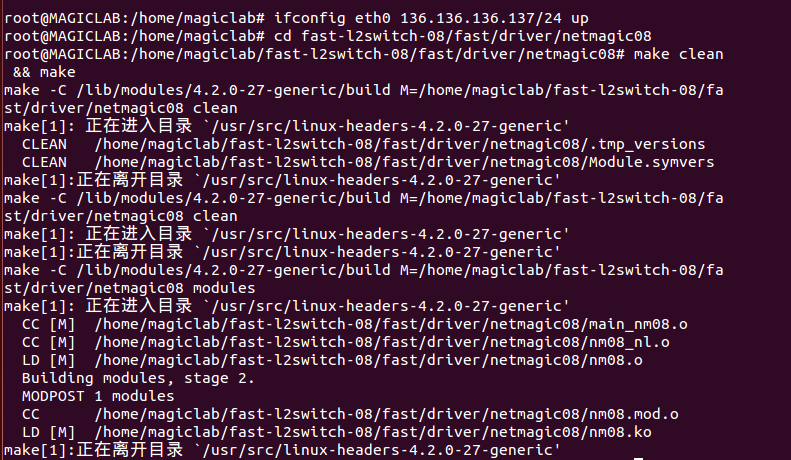 root@MAGICLAB:/home/magiclab# ifconfig eth0 136.136.136.137/24 up
root@MAGICLAB:/home/magiclab# cd fast-l2switch-08/fast/driver/netmagic08
root@MAGICLAB:/home/magiclab/fast-l2switch-08/fast/driver/netmagic08# make clean
 && make
make -C /lib/modules/4.2.0-27-generic/build M=/home/magiclab/fast-l2switch-08/fa
st/driver/netmagic08 clean
make[1]: 正在进入目录 `/usr/src/linux-headers-4.2.0-27-generic'
  CLEAN   /home/magiclab/fast-l2switch-08/fast/driver/netmagic08/.tmp_versions
  CLEAN   /home/magiclab/fast-l2switch-08/fast/driver/netmagic08/Module.symvers
make[1]:正在离开目录 `/usr/src/linux-headers-4.2.0-27-generic'
make -C /lib/modules/4.2.0-27-generic/build M=/home/magiclab/fast-l2switch-08/fa
st/driver/netmagic08 clean
make[1]: 正在进入目录 `/usr/src/linux-headers-4.2.0-27-generic'
make[1]:正在离开目录 `/usr/src/linux-headers-4.2.0-27-generic'
make -C /lib/modules/4.2.0-27-generic/build M=/home/magiclab/fast-l2switch-08/fa
st/driver/netmagic08 modules
make[1]: 正在进入目录 `/usr/src/linux-headers-4.2.0-27-generic'
  CC [M]  /home/magiclab/fast-l2switch-08/fast/driver/netmagic08/main_nm08.o
  CC [M]  /home/magiclab/fast-l2switch-08/fast/driver/netmagic08/nm08_nl.o
  LD [M]  /home/magiclab/fast-l2switch-08/fast/driver/netmagic08/nm08.o
  Building modules, stage 2.
  MODPOST 1 modules
  CC      /home/magiclab/fast-l2switch-08/fast/driver/netmagic08/nm08.mod.o
  LD [M]  /home/magiclab/fast-l2switch-08/fast/driver/netmagic08/nm08.ko
make[1]:正在离开目录 `/usr/src/linux-headers-4.2.0-27-generic'